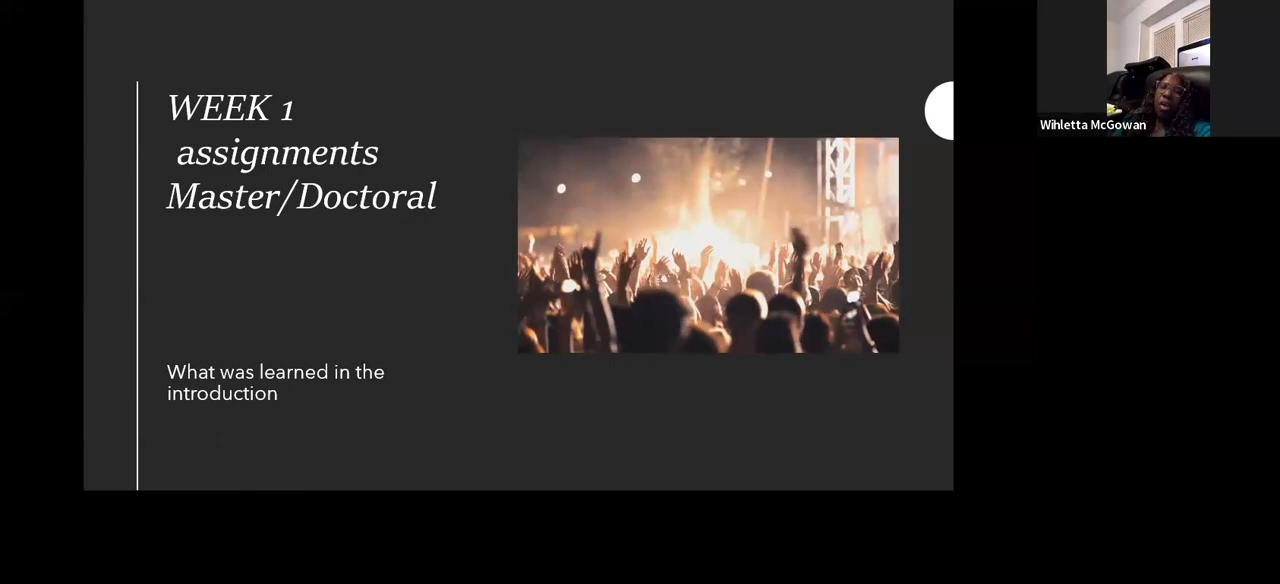 WEEK 1
assignments
Master/Doctoral
What was learned in the
introduction
Wihletta McGowan